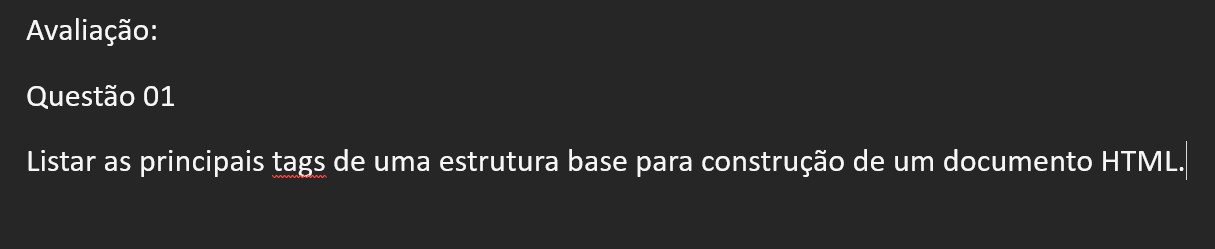 Avaliação:
Questão 01
Listar as principais tags de uma estrutura base para construção de um documento HTML.